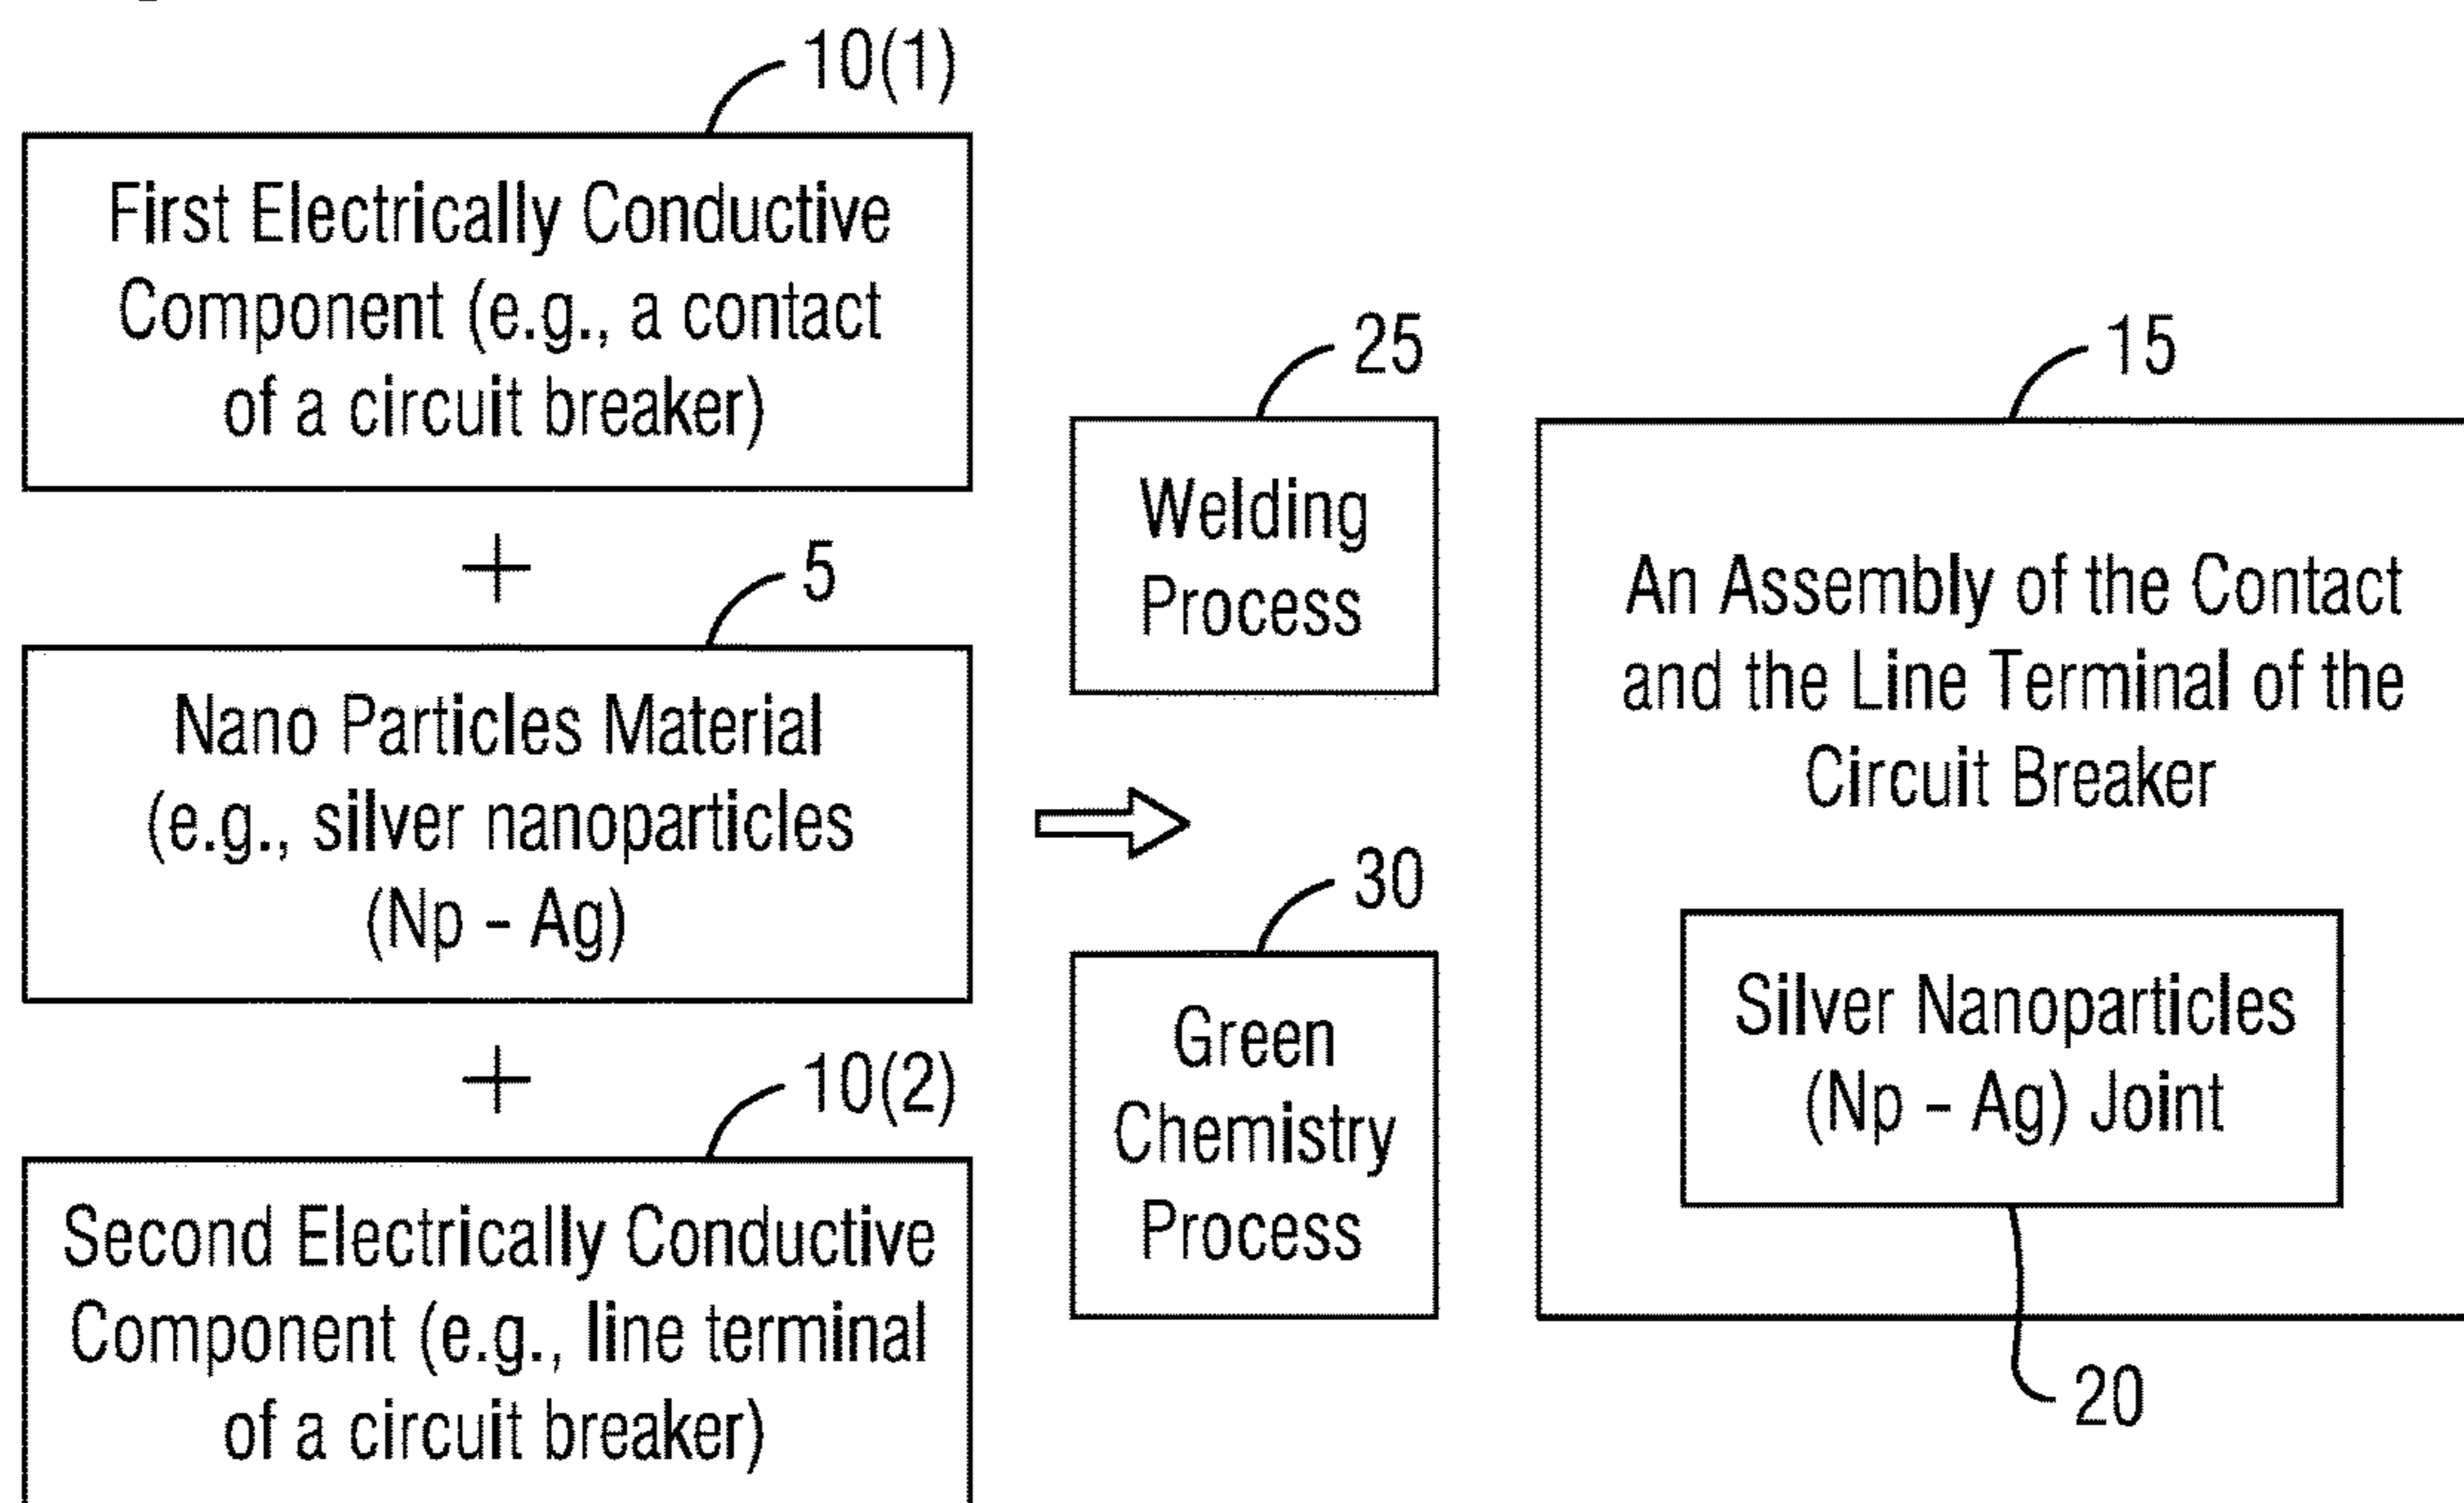 10(1)
First Electrically Conductive
Component (e.g., a contact
of a circuit breaker)
+
5
Nano Particles Material
(e.g., silver nanoparticles
(Np - Ag)
+
10(2)
Second Electrically Conductive
Component (e.g., line terminal
of a circuit breaker)
25
Welding
Process
30
Green
Chemistry
Process
15
An Assembly of the Contact
and the Line Terminal of the
Circuit Breaker
Silver Nanoparticles
(Np - Ag) Joint
20